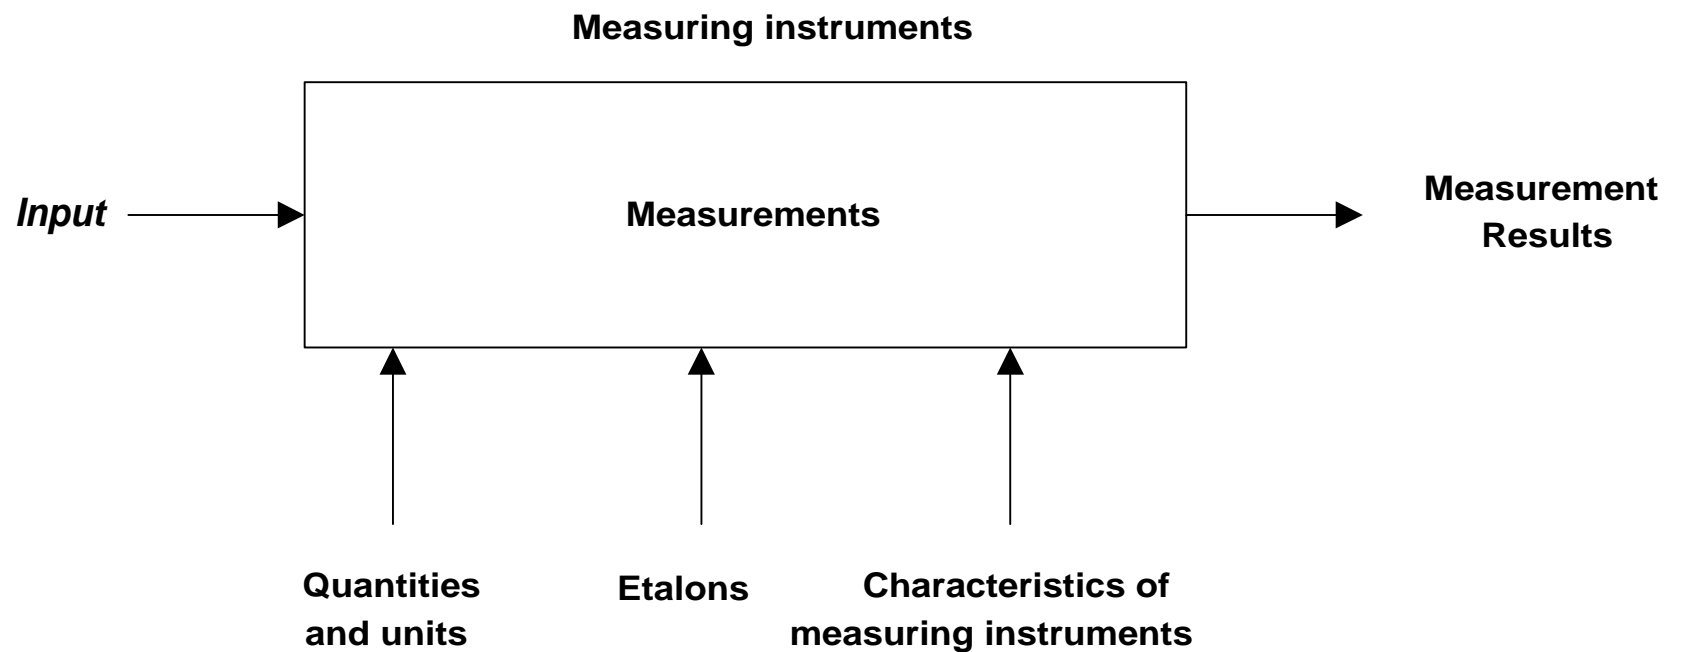 Measuring instruments
Input
Measurements
Measurement
Results
Quantities
and units
Etalons
Characteristics of
measuring instruments